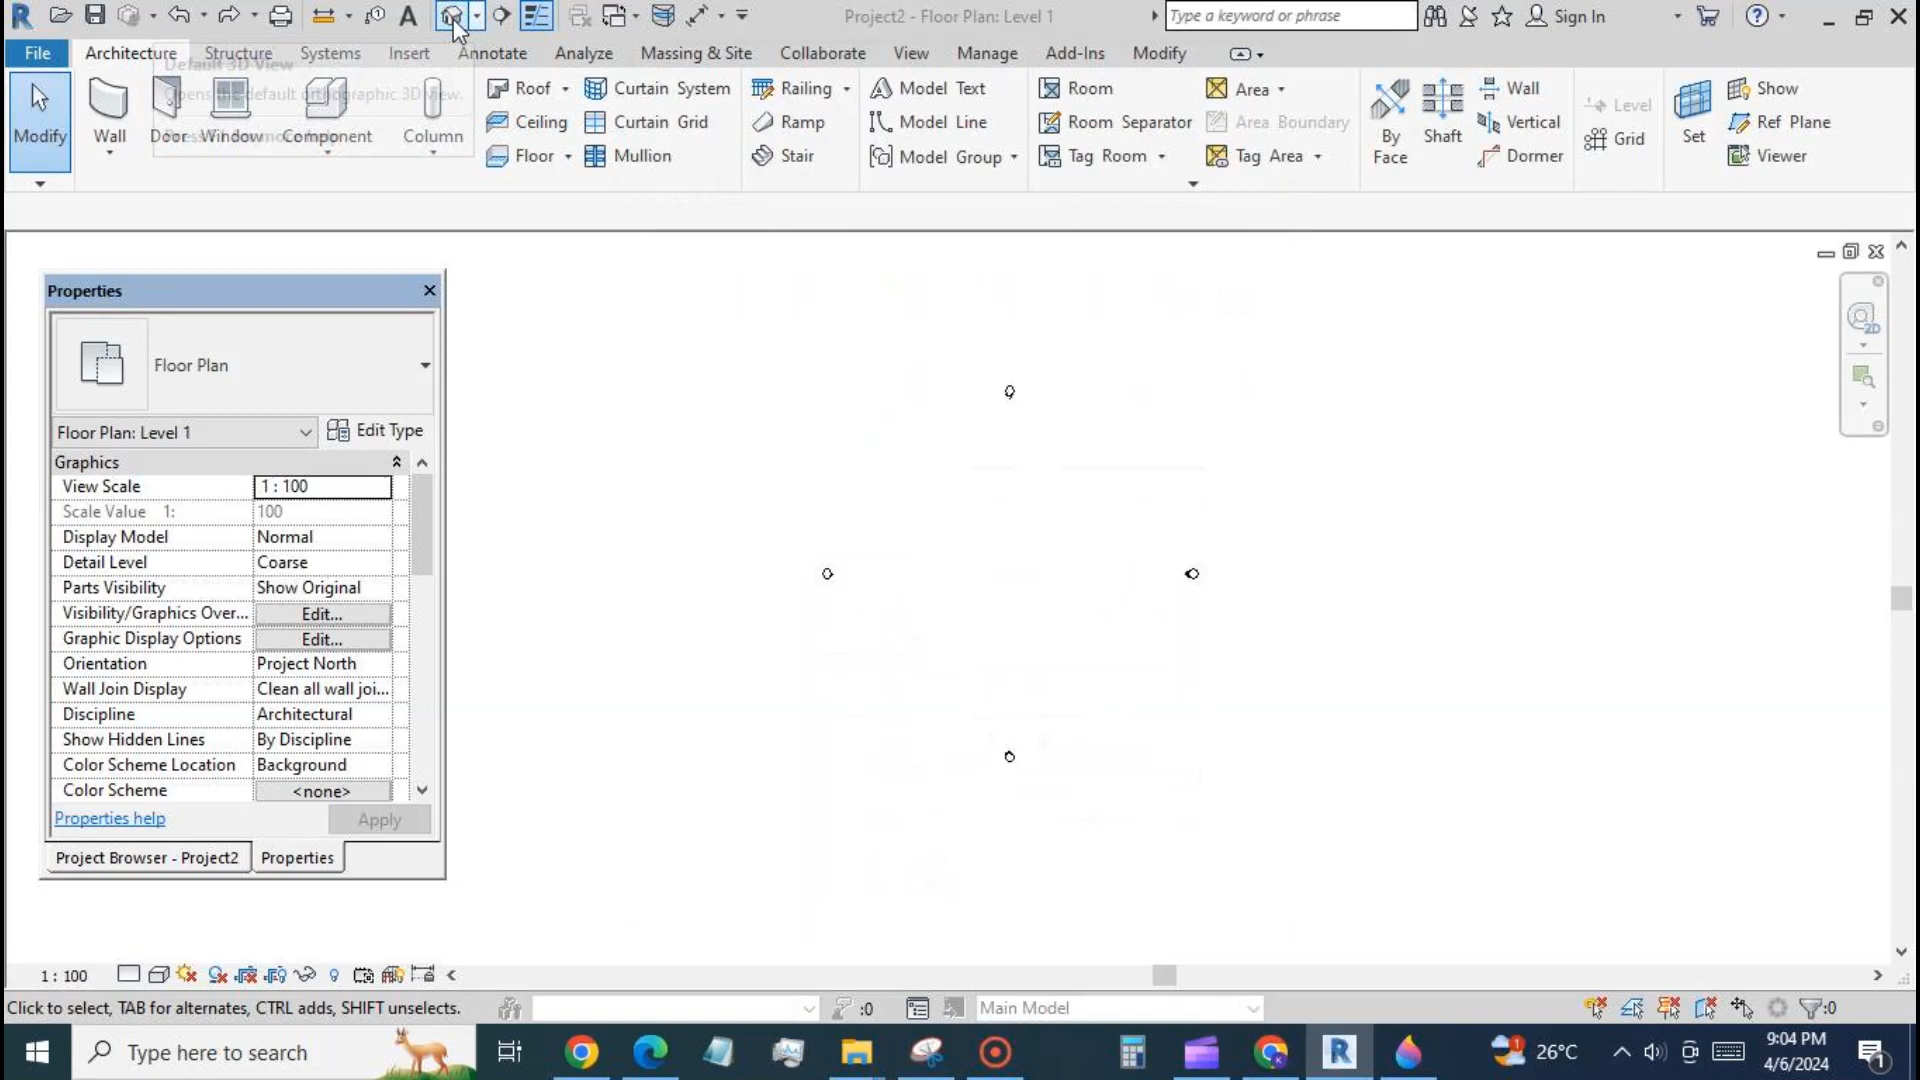 Project2 - Floor Plan: Level 1
Type a keyword or phrase
Sign In
File Architecture Structure Systems Insert Annotate Analyze Massing & Site Collaborate View Manage Add-Ins Modify
Default 3D View
Opens the default orthographic 3D view.
Modify
Wall
Door
Window
Component
Column
Roof
Ceiling
Floor
Curtain System
Curtain Grid
Mullion
Railing
Ramp
Stair
Model Text
Model Line
Model Group
Room
Room Separator
Tag Room
Area
Area Boundary
Tag Area
By
Face
Shaft
Wall
Vertical
Dormer
Level
Grid
Set
Show
Ref Plane
Viewer
Properties
Floor Plan
Floor Plan: Level 1 Edit Type
Graphics
View Scale 1 : 100
Scale Value 1: 100
Display Model Normal
Detail Level Coarse
Parts Visibility Show Original
Visibility/Graphics Over... Edit...
Graphic Display Options Edit...
Orientation Project North
Wall Join Display Clean all wall joi...
Discipline Architectural
Show Hidden Lines By Discipline
Color Scheme Location Background
Color Scheme <none>
Properties help Apply
Project Browser - Project2 Properties
2D
1 : 100
Click to select, TAB for alternates, CTRL adds, SHIFT unselects.
:0
Main Model
:0
Type here to search
26°C
9:04 PM
4/6/2024